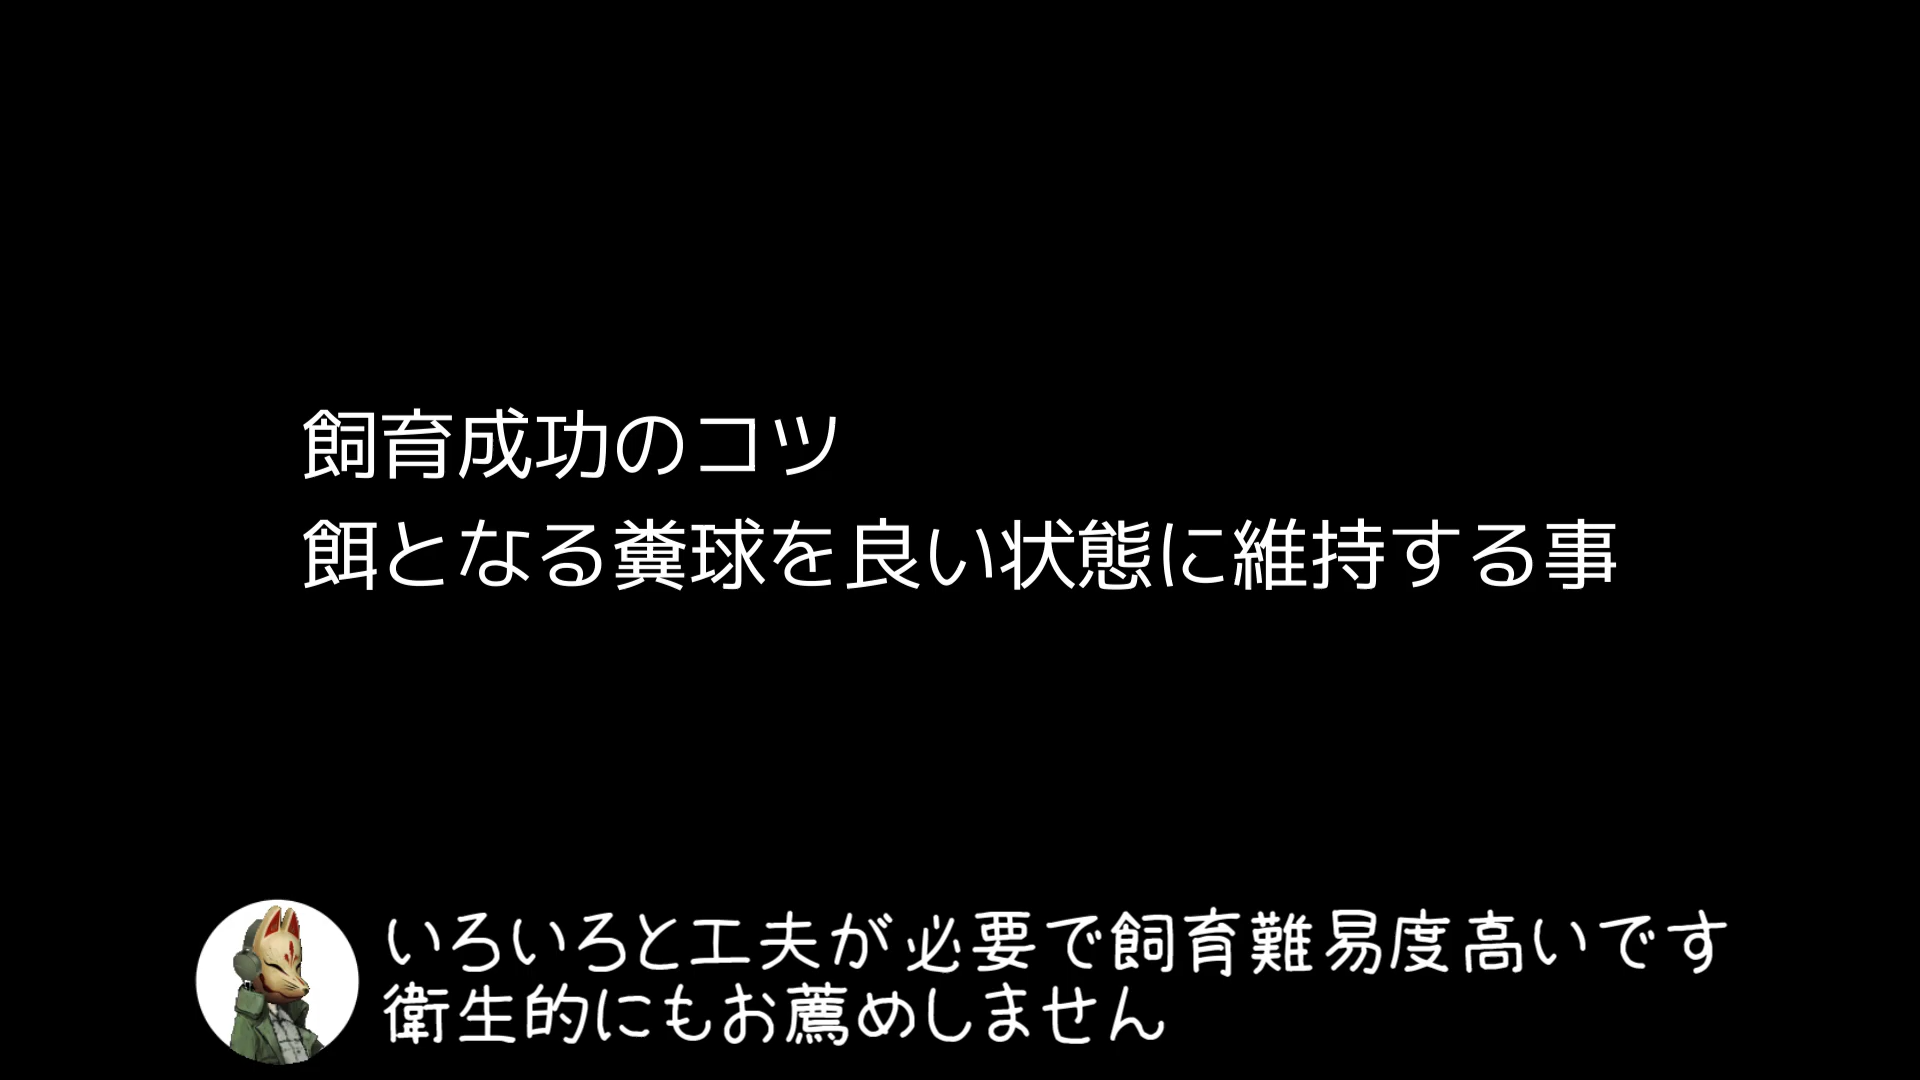 飼育成功のコツ
餌となる糞球を良い状態に維持する事
いろいろと工夫が必要で飼育難易度高いです
衛生的にもお薦めしません